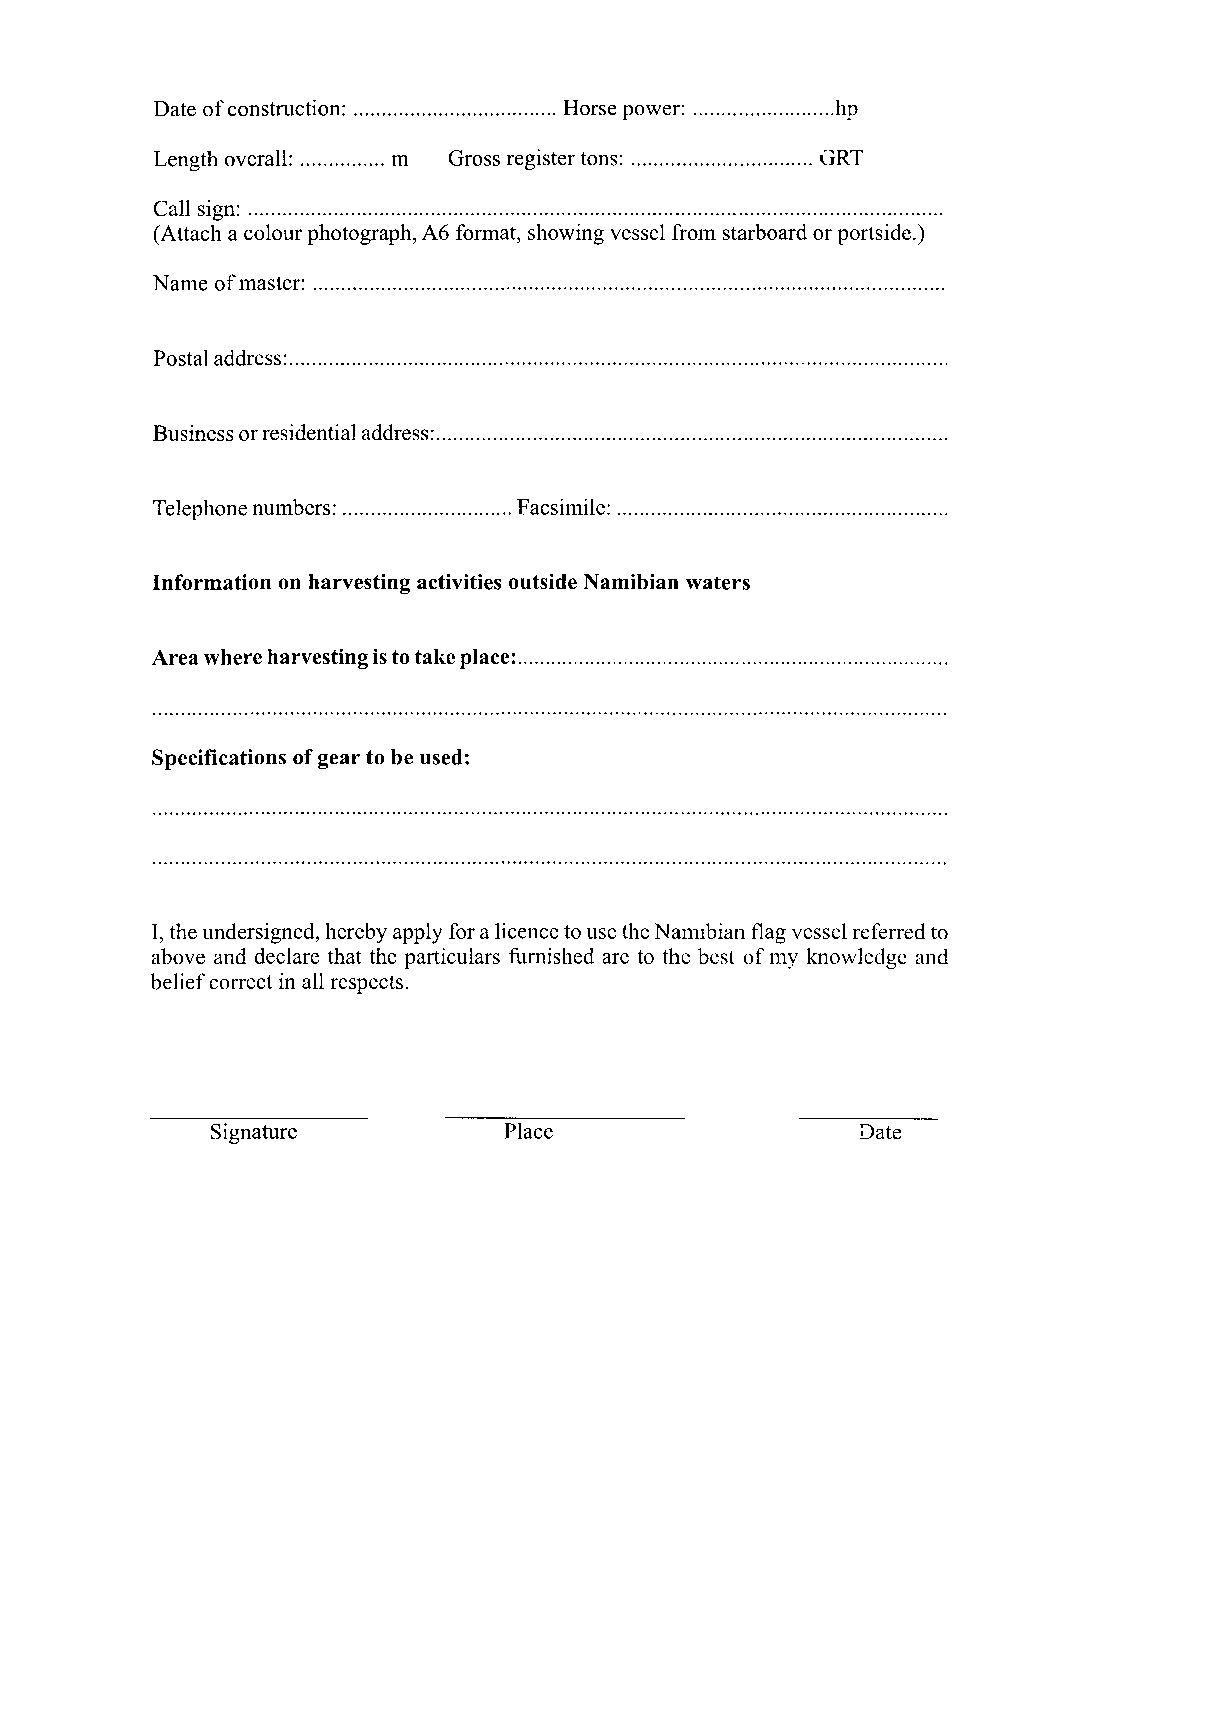 Date of construction: .................................... Horse power: .........................hp
Length overall: ............... m Gross register tons: ................................ GRT
Call sign: ..........................................................................................................................
(Attach a colour photograph, A6 format, showing vessel from starboard or portside.)
Name of master: ...............................................................................................................
Postal address:....................................................................................................................
Business or residential address:..........................................................................................
Telephone numbers: .............................. Facsimile: ..........................................................
Information on harvesting activities outside Namibian waters
Area where harvesting is to take place:...........................................................................
............................................................................................................................................
Specifications of gear to be used:
............................................................................................................................................
............................................................................................................................................
I, the undersigned, hereby apply for a licence to use the Namibian flag vessel referred to
above and declare that the particulars furnished are to the best of my knowledge and
belief correct in all respects.
Signature Place Date